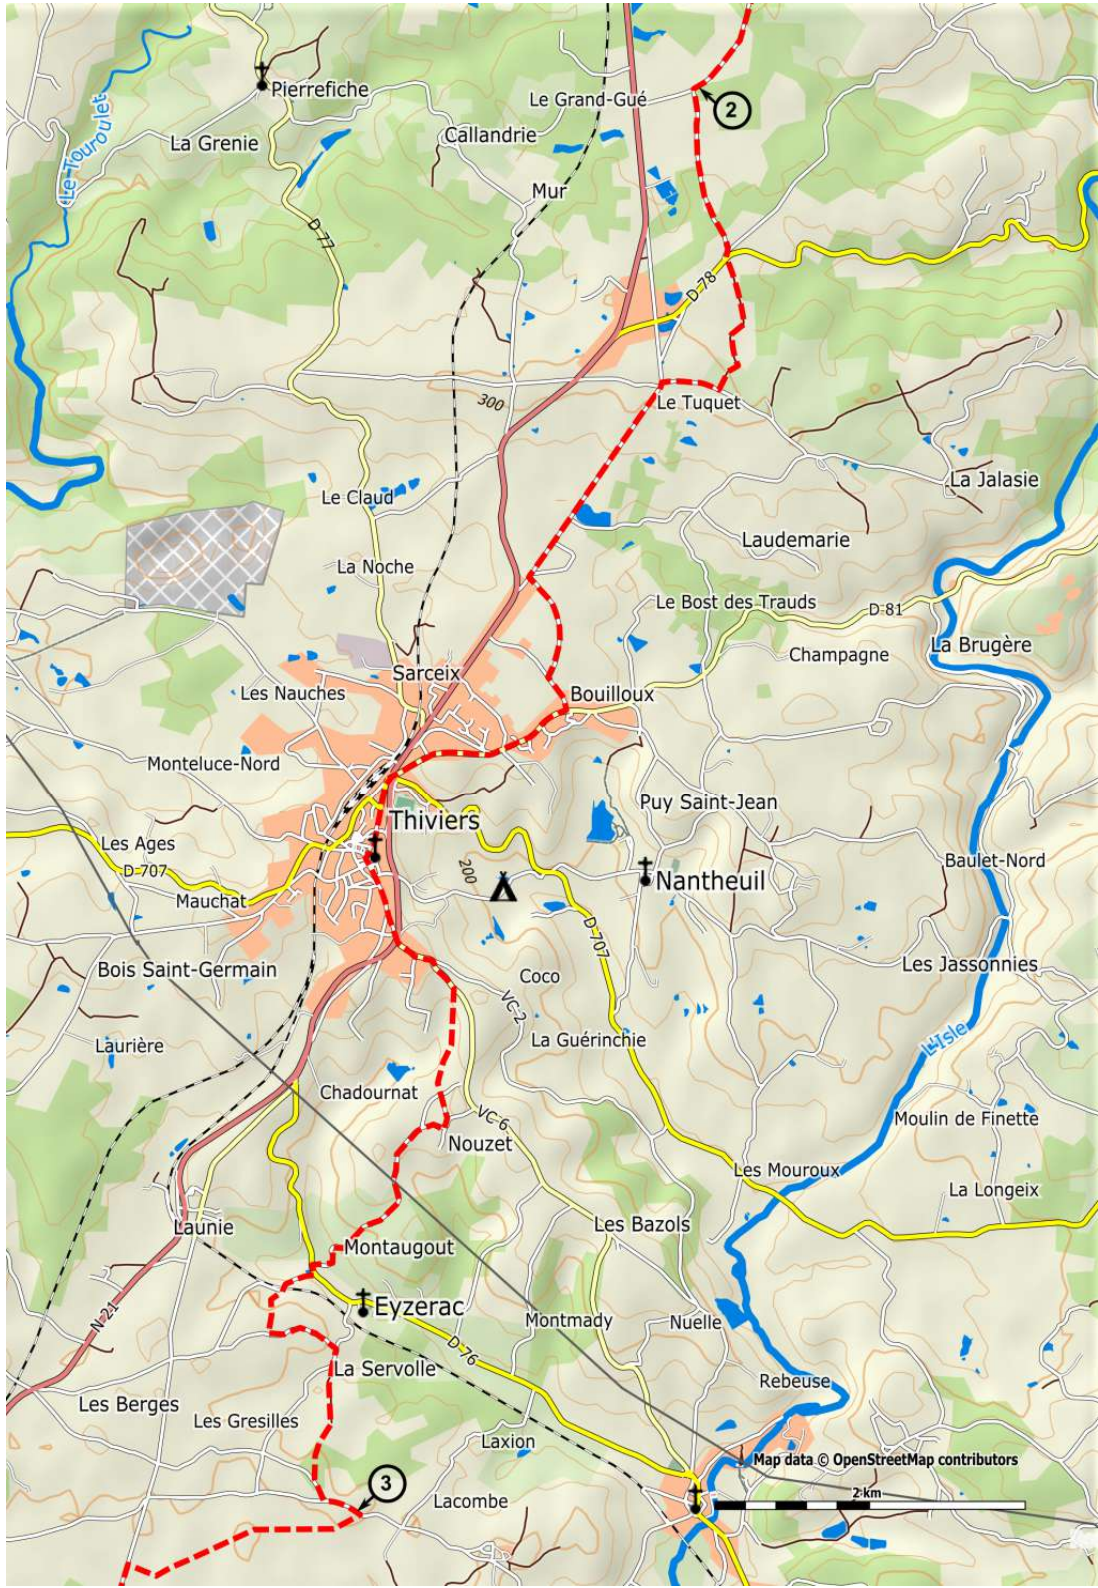 Le Grand-Gué
2
Pierrefiche
La Grenie
Callandrie
Le Touroulet
Mur
D 77
D 78
300
Le Tuquet
La Jalasie
Le Claud
Laudemarie
La Noche
Le Bost des Trauds
D 81
La Brugère
Champagne
Sarceix
Les Nauches
Bouilloux
Monteluce-Nord
Puy Saint-Jean
Thiviers
Les Ages
D 707
200
Baulet-Nord
Mauchat
Nantheuil
D 707
Bois Saint-Germain
Coco
Les Jassonnies
VC-2
Laurière
La Guérinchie
L'Isle
Chadournat
VC 6
Moulin de Finette
Nouzet
Les Mouroux
La Longeix
Launie
Les Bazols
Montaugout
N 21
Eyzerac
Montmady
Nuelle
D 76
La Servolle
Rebeuse
Les Berges
Les Gresilles
Laxion
Map data © OpenStreetMap contributors
3
Lacombe
2 km